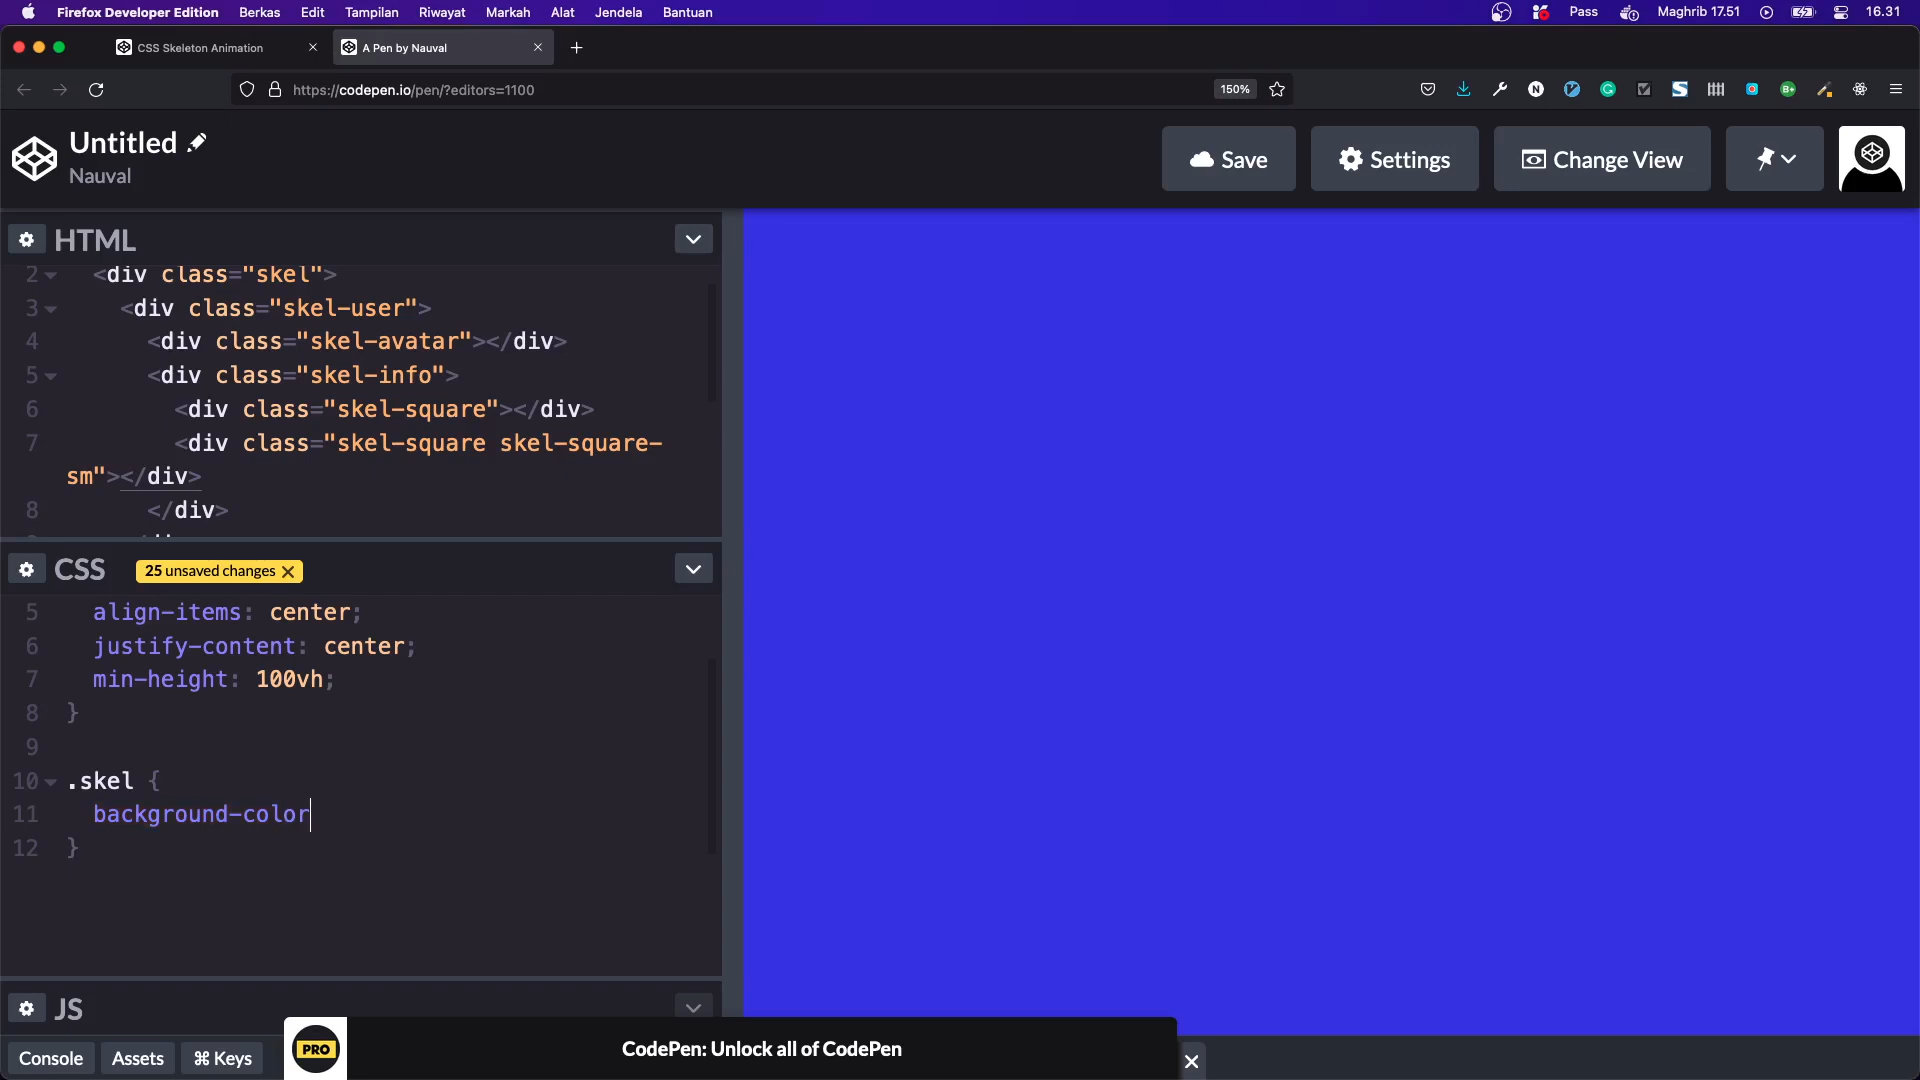 Firefox Developer Edition Berkas Edit Tampilan Riwayat Markah Alat Jendela Bantuan Pass Maghrib 17.51 16.31
CSS Skeleton Animation A Pen by Nauval
https://codepen.io/pen/?editors=1100 150%
Untitled
Nauval
Save Settings Change View
HTML
2 <div class="skel">
3 <div class="skel-user">
4 <div class="skel-avatar"></div>
5 <div class="skel-info">
6 <div class="skel-square"></div>
7 <div class="skel-square skel-square-
sm"></div>
8 </div>
CSS 25 unsaved changes
5 align-items: center;
6 justify-content: center;
7 min-height: 100vh;
8 }
9
10 .skel {
11 background-color
12 }
JS
PRO CodePen: Unlock all of CodePen
Console Assets ⌘ Keys